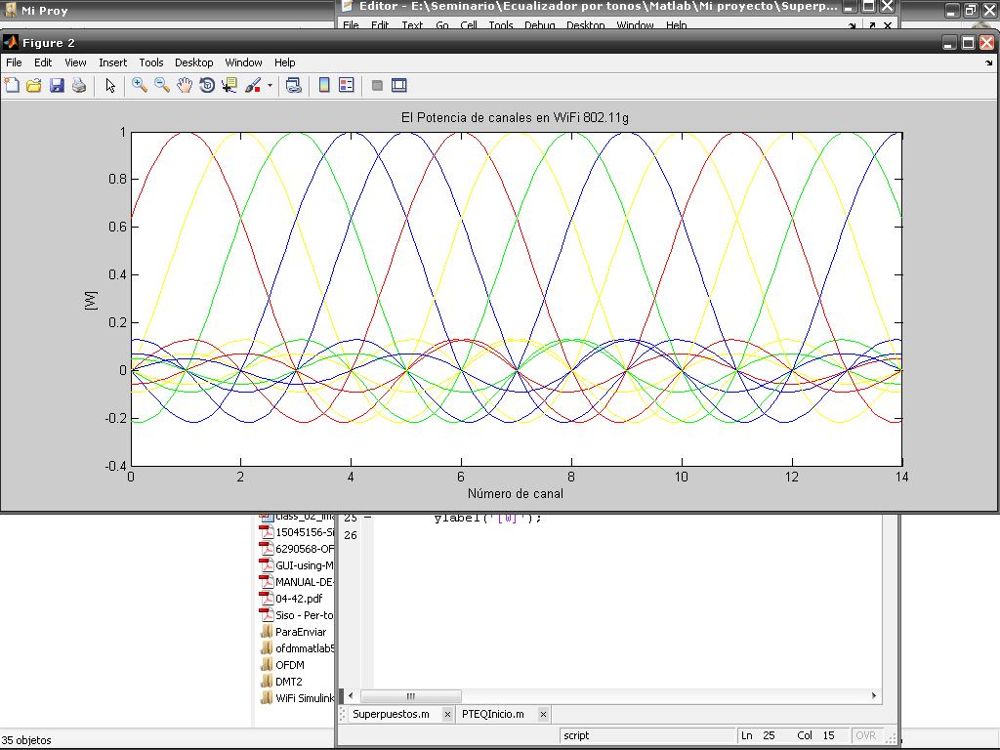 Mi Proy
Editor - E:\Seminario\Ecualizador por tonos\Matlab\Mi proyecto\Superp...
File Edit Text Go Cell Tools Debug Desktop Window Help
Figure 2
File Edit View Insert Tools Desktop Window Help
El Potencia de canales en WiFi 802.11g
1
0.8
0.6
0.4
0.2
0
-0.2
-0.4
[W]
0 2 4 6 8 10 12 14
Número de canal
class_02_ima
15045156-Si
6290568-OF
GUI-using-M
MANUAL-DE-
04-42.pdf
Siso - Per-to
ParaEnviar
ofdmmatlab5
OFDM
DMT2
WiFi Simulink
25 - ylabel('[W]');
26
Superpuestos.m PTEQInicio.m
script Ln 25 Col 15 OVR
35 objetos